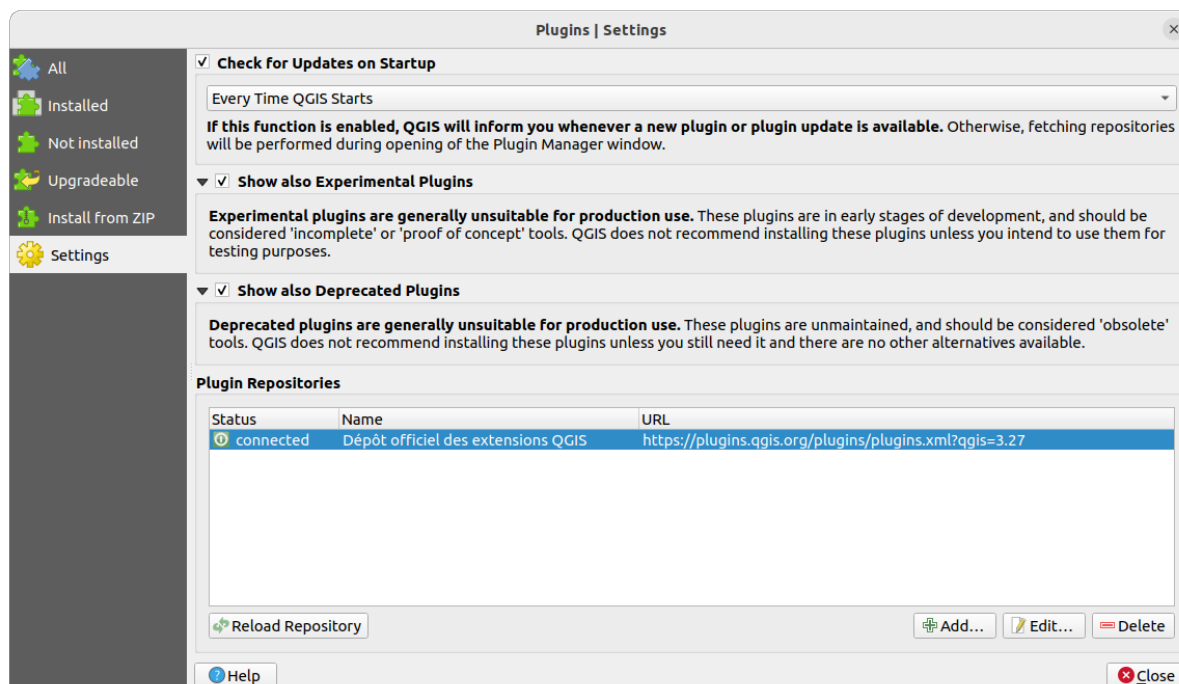 Plugins | Settings
All
Installed
Not installed
Upgradeable
Install from ZIP
Settings
Check for Updates on Startup
Every Time QGIS Starts
If this function is enabled, QGIS will inform you whenever a new plugin or plugin update is available. Otherwise, fetching repositories
will be performed during opening of the Plugin Manager window.
Show also Experimental Plugins
Experimental plugins are generally unsuitable for production use. These plugins are in early stages of development, and should be
considered 'incomplete' or 'proof of concept' tools. QGIS does not recommend installing these plugins unless you intend to use them for
testing purposes.
Show also Deprecated Plugins
Deprecated plugins are generally unsuitable for production use. These plugins are unmaintained, and should be considered 'obsolete'
tools. QGIS does not recommend installing these plugins unless you still need it and there are no other alternatives available.
Plugin Repositories
Status Name URL
connected Dépôt officiel des extensions QGIS https://plugins.qgis.org/plugins/plugins.xml?qgis=3.27
Reload Repository Add... Edit... Delete
Help Close